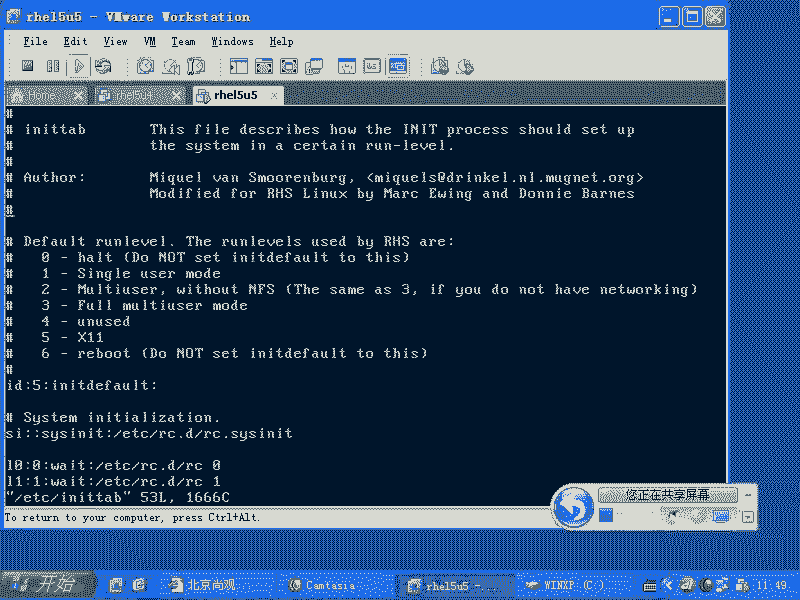 rhel5u5 - VMware Workstation
File Edit View VM Team Windows Help
Home rhel5u4 rhel5u5
#
# inittab This file describes how the INIT process should set up
# the system in a certain run-level.
#
# Author: Miquel van Smoorenburg, <miquels@drinkel.nl.mugnet.org>
# Modified for RHS Linux by Marc Ewing and Donnie Barnes
#
# Default runlevel. The runlevels used by RHS are:
# 0 - halt (Do NOT set initdefault to this)
# 1 - Single user mode
# 2 - Multiuser, without NFS (The same as 3, if you do not have networking)
# 3 - Full multiuser mode
# 4 - unused
# 5 - X11
# 6 - reboot (Do NOT set initdefault to this)
#
id:5:initdefault:
# System initialization.
si::sysinit:/etc/rc.d/rc.sysinit
l0:0:wait:/etc/rc.d/rc 0
l1:1:wait:/etc/rc.d/rc 1
"/etc/inittab" 53L, 1666C
您正在共享屏幕
To return to your computer, press Ctrl+Alt.
开始 北京尚观 Camtasia rhel5u5 - WINXP (C:) 11:49